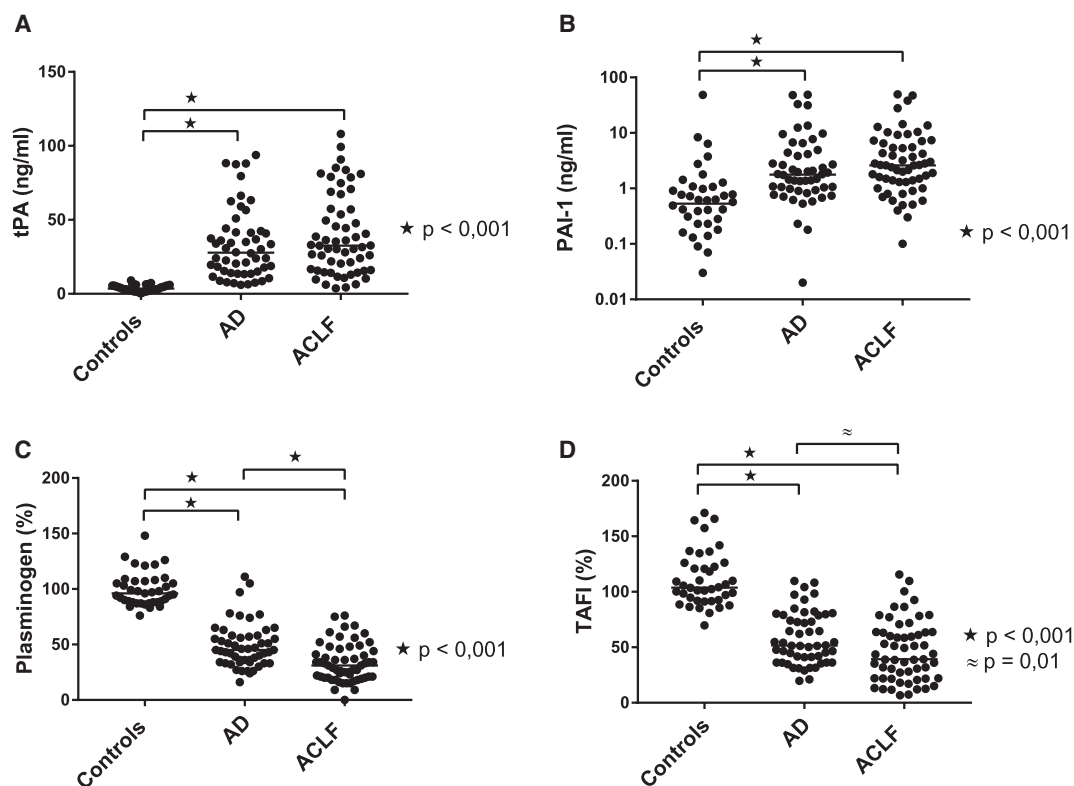 A
150
100
50
0
tPA (ng/ml)
★
★
Controls
AD
ACLF
★ p < 0,001
B
100
10
1
0.1
0.01
PAI-1 (ng/ml)
★
★
Controls
AD
ACLF
★ p < 0,001
C
200
150
100
50
0
Plasminogen (%)
★
★
★
Controls
AD
ACLF
★ p < 0,001
D
200
150
100
50
0
TAFI (%)
≈
★
★
Controls
AD
ACLF
★ p < 0,001
≈ p = 0,01